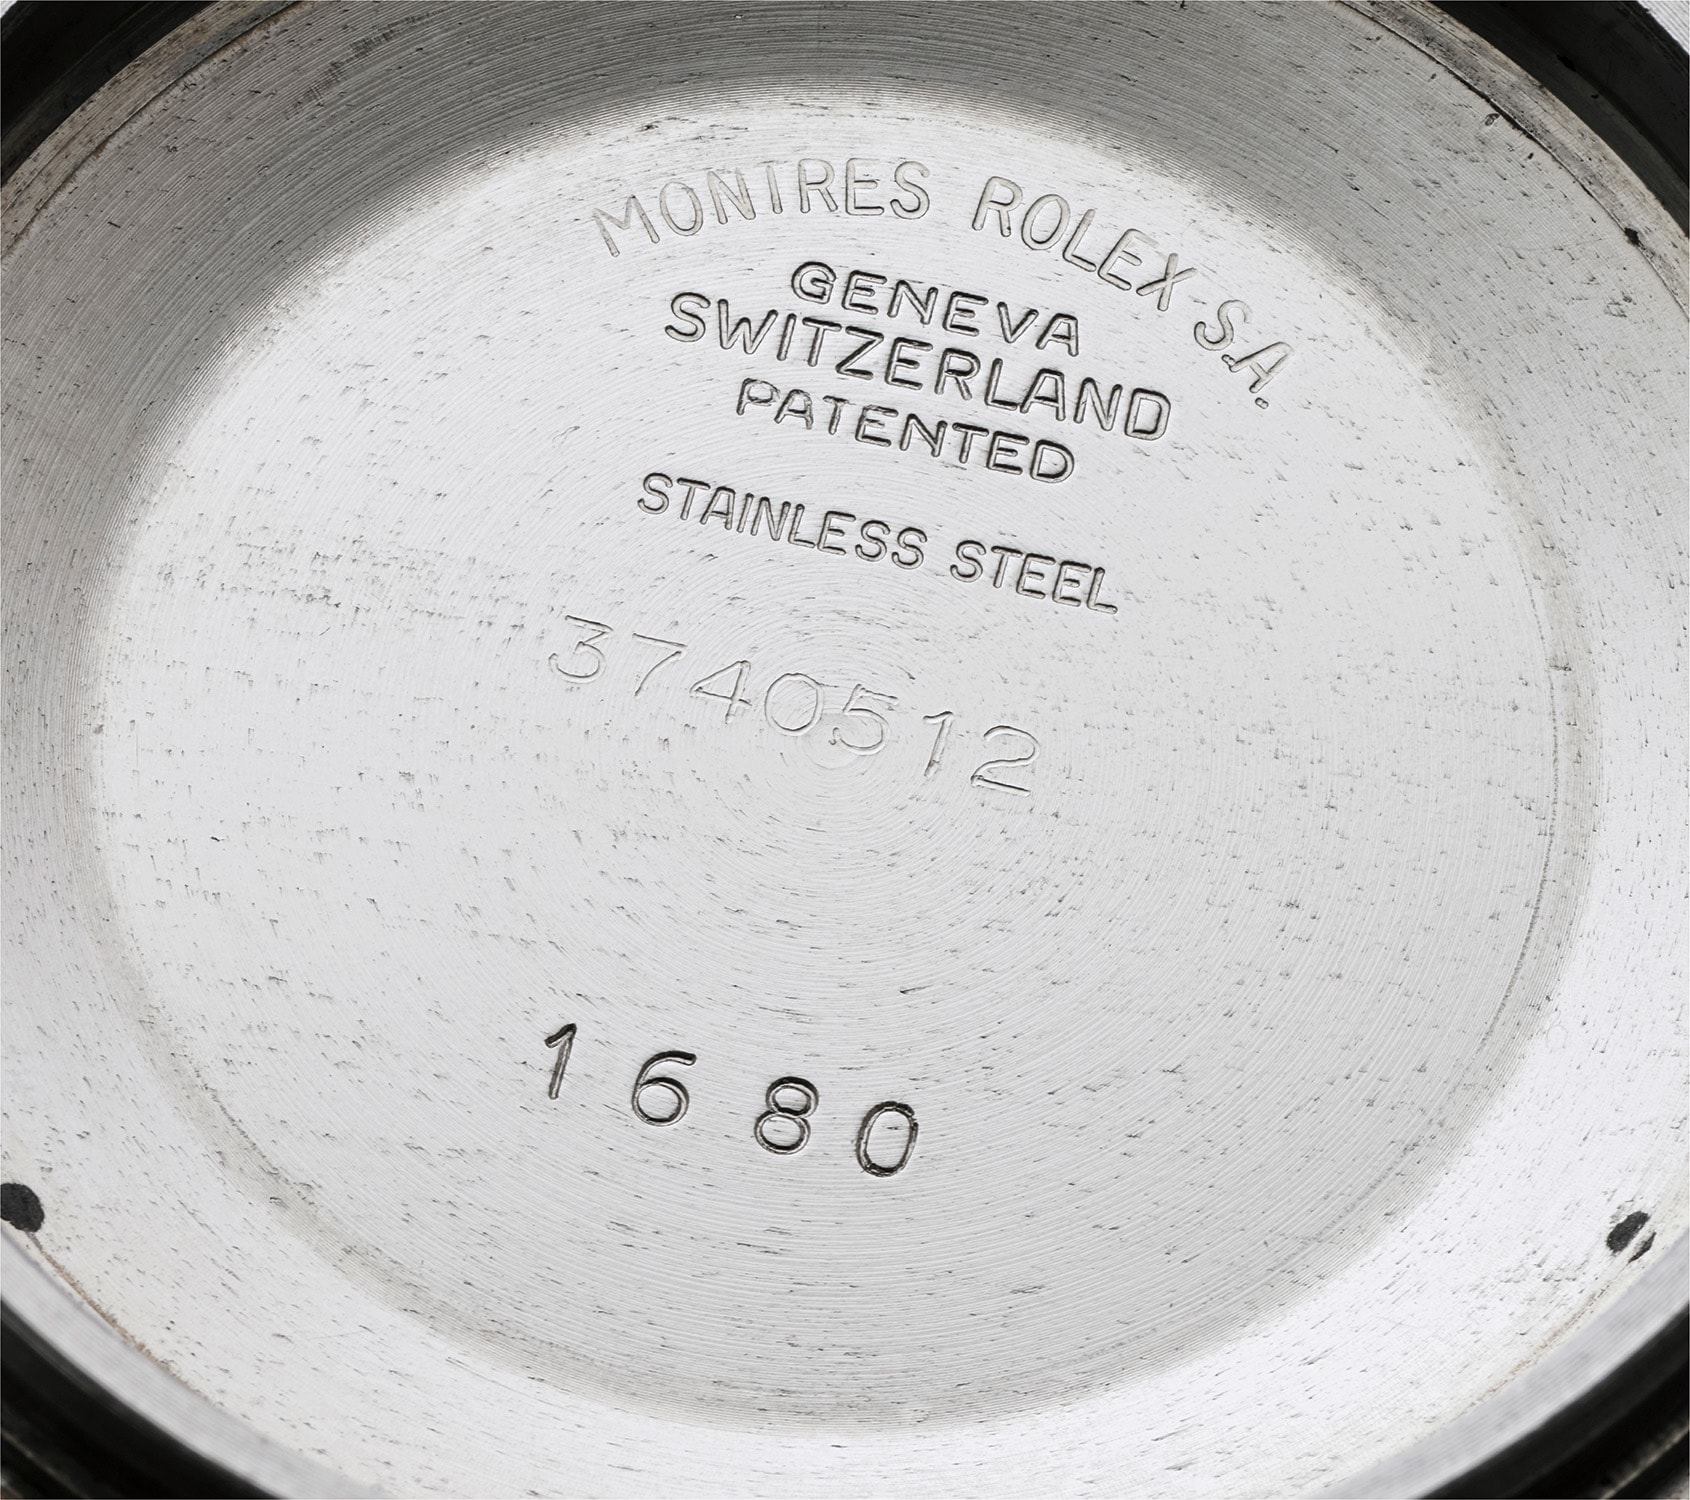 MONTRES ROLEX S.A.
GENEVA
SWITZERLAND
PATENTED
STAINLESS STEEL
3740512
1680